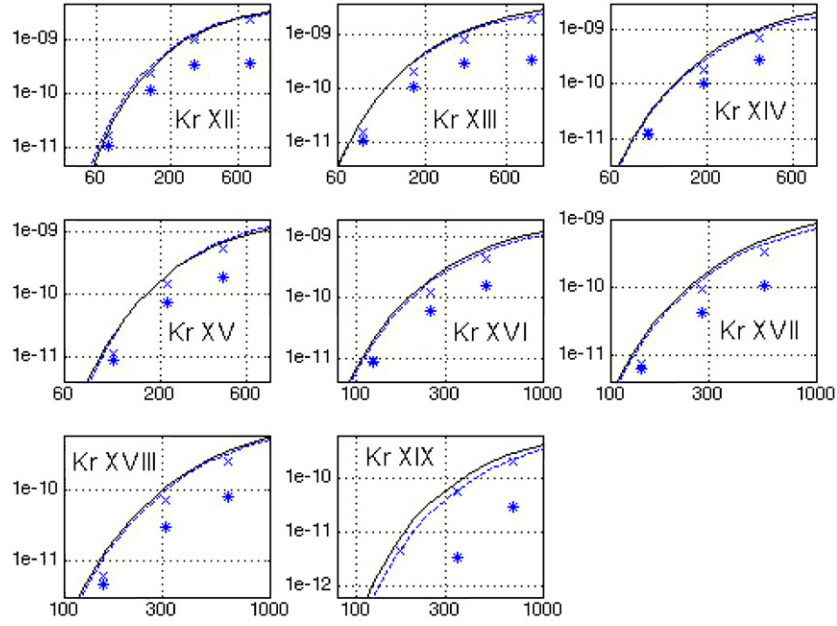 1e-09
1e-10
1e-11
Kr XII
60 200 600
1e-09
1e-10
1e-11
Kr XIII
60 200 600
1e-09
1e-10
1e-11
Kr XIV
60 200 600
1e-09
1e-10
1e-11
Kr XV
60 200 600
1e-09
1e-10
1e-11
Kr XVI
100 300 1000
1e-09
1e-10
1e-11
Kr XVII
100 300 1000
Kr XVIII
1e-10
1e-11
100 300 1000
Kr XIX
1e-10
1e-11
1e-12
100 300 1000